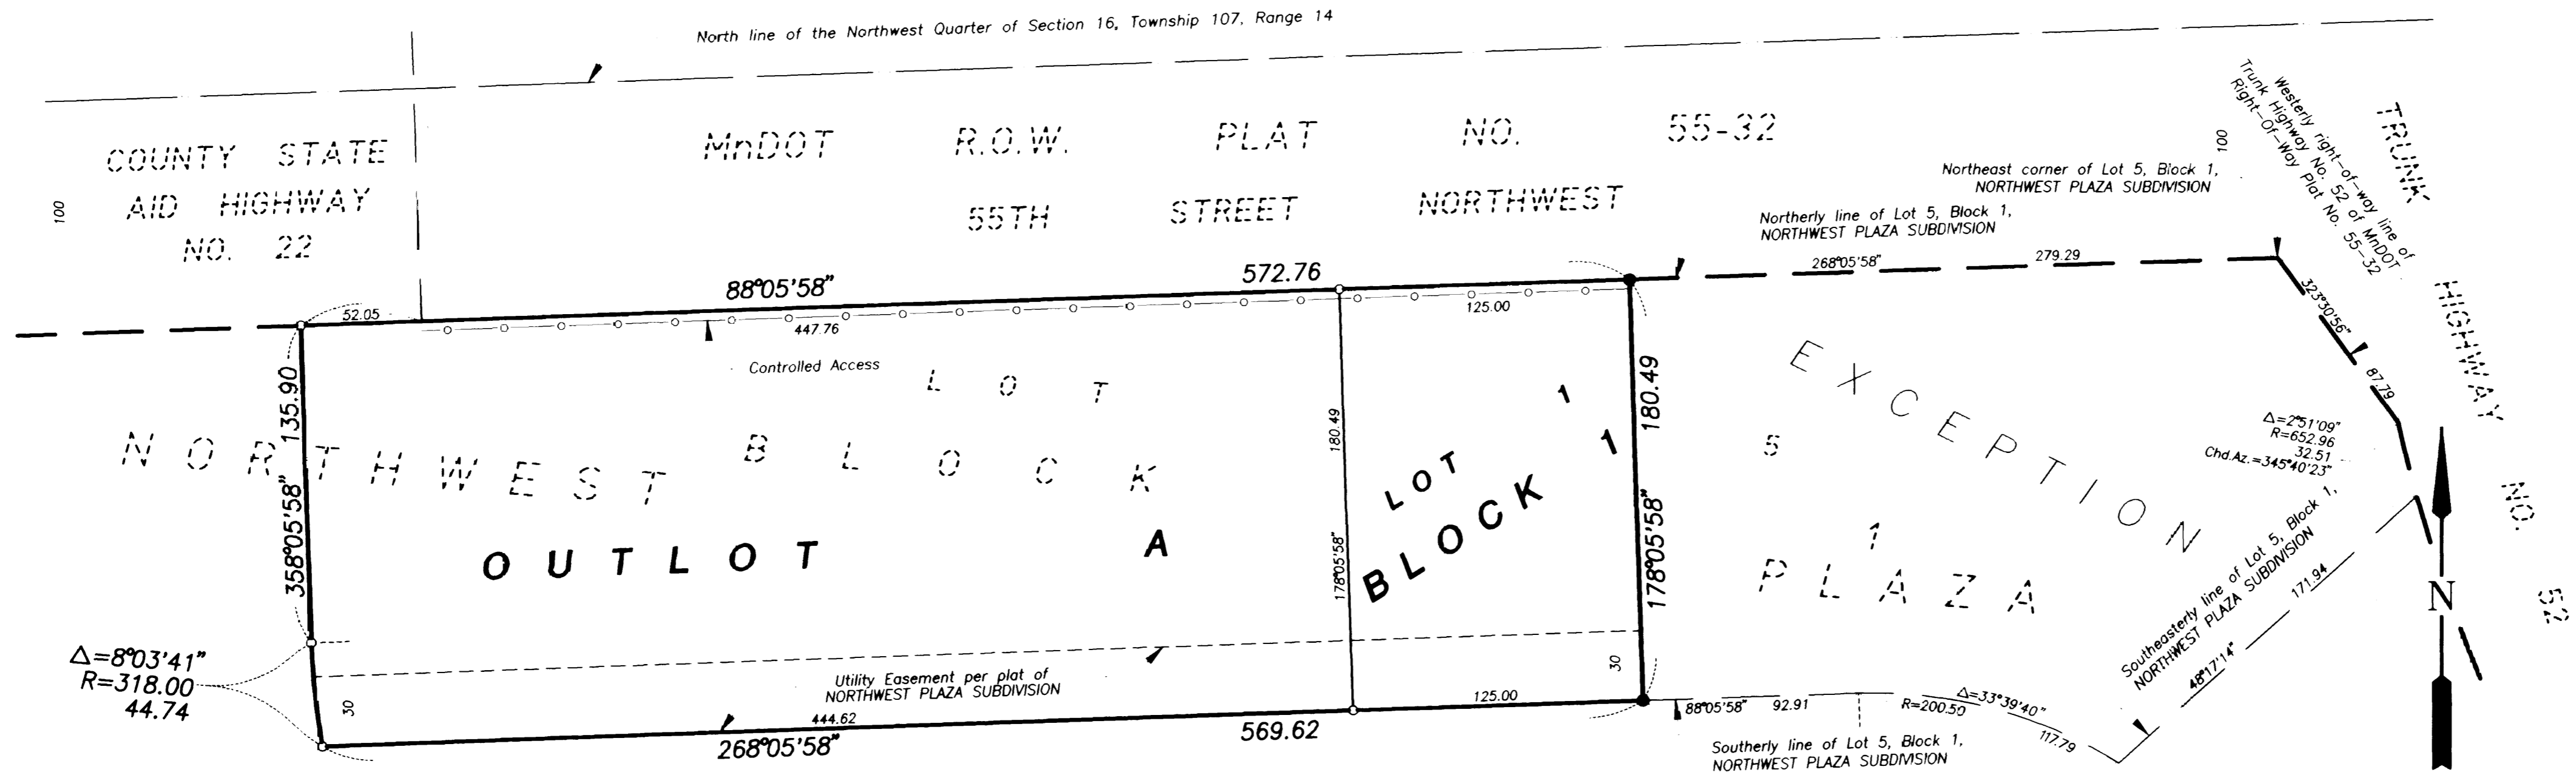 North line of the Northwest Quarter of Section 16, Township 107, Range 14
COUNTY STATE
AID HIGHWAY
NO. 22
100
MnDOT R.O.W. PLAT NO. 55-32
55TH STREET NORTHWEST
100
Westerly right-of-way line of
Trunk Highway No. 52 of MnDOT
Right-Of-Way Plat No. 55-32
TRUNK HIGHWAY NO. 52
Northeast corner of Lot 5, Block 1,
NORTHWEST PLAZA SUBDIVISION
Northerly line of Lot 5, Block 1,
NORTHWEST PLAZA SUBDIVISION
268°05'58" 279.29
323°30'56" 87.79
88°05'58" 572.76
52.05
447.76
125.00
Controlled Access
358°05'58" 135.90
178°05'58" 180.49
178°05'58" 180.49
LOT 5
BLOCK 1
NORTHWEST PLAZA
OUTLOT A
LOT 1
BLOCK 1
EXCEPTION
Δ=2°51'09"
R=652.96
32.51
Chd.Az.=345°40'23"
Southeasterly line of Lot 5, Block 1,
NORTHWEST PLAZA SUBDIVISION
48°17'14" 171.94
N
Δ=8°03'41"
R=318.00
44.74
30
Utility Easement per plat of
NORTHWEST PLAZA SUBDIVISION
30
444.62
125.00
268°05'58" 569.62
88°05'58" 92.91
Δ=33°39'40"
R=200.50
117.79
Southerly line of Lot 5, Block 1,
NORTHWEST PLAZA SUBDIVISION